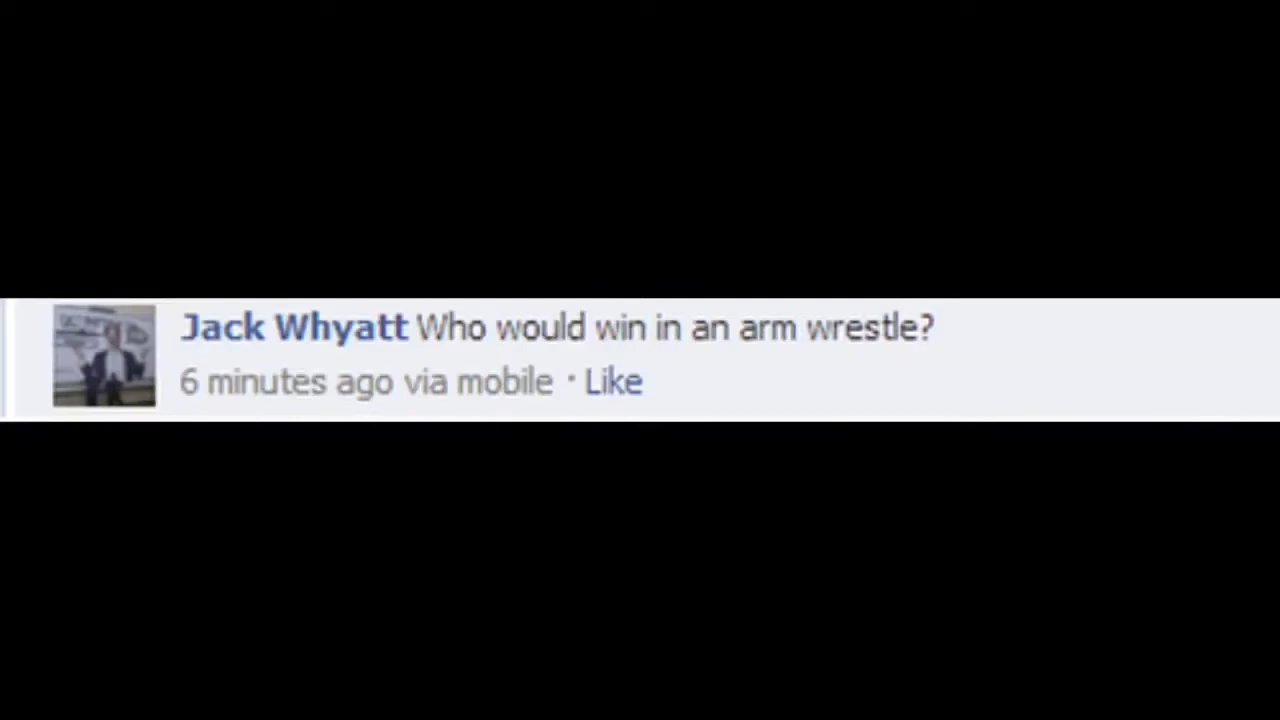 Jack Whyatt Who would win in an arm wrestle?
6 minutes ago via mobile · Like